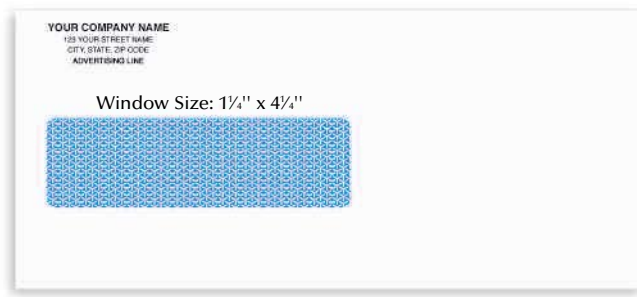 YOUR COMPANY NAME
123 YOUR STREET NAME
CITY, STATE, ZIP CODE
ADVERTISING LINE
Window Size: 1¼'' x 4¼''